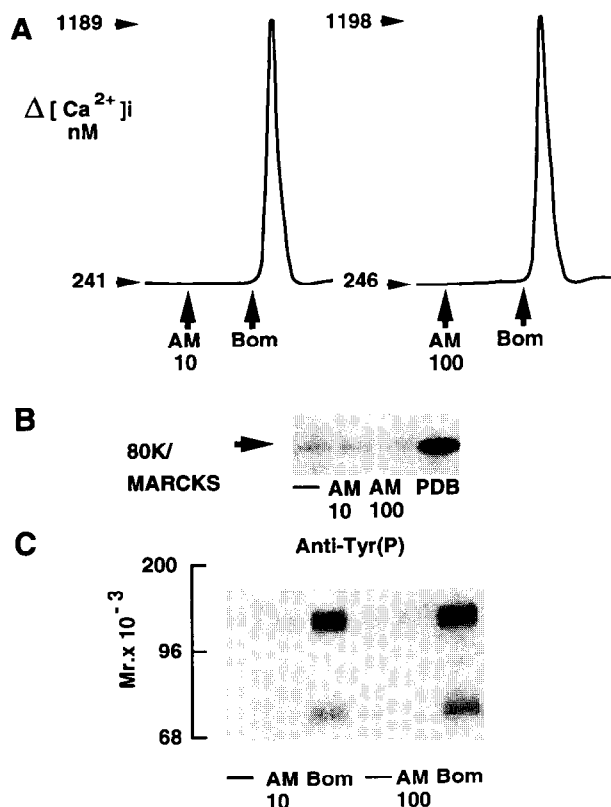 A
1189
1198
Δ [ Ca2+ ]i
nM
241
246
AM
10
Bom
AM
100
Bom
B
80K/
MARCKS
— AM
10
AM
100
PDB
C
Anti-Tyr(P)
200
Mr.x 10-3
96
68
— AM Bom — AM Bom
10 100